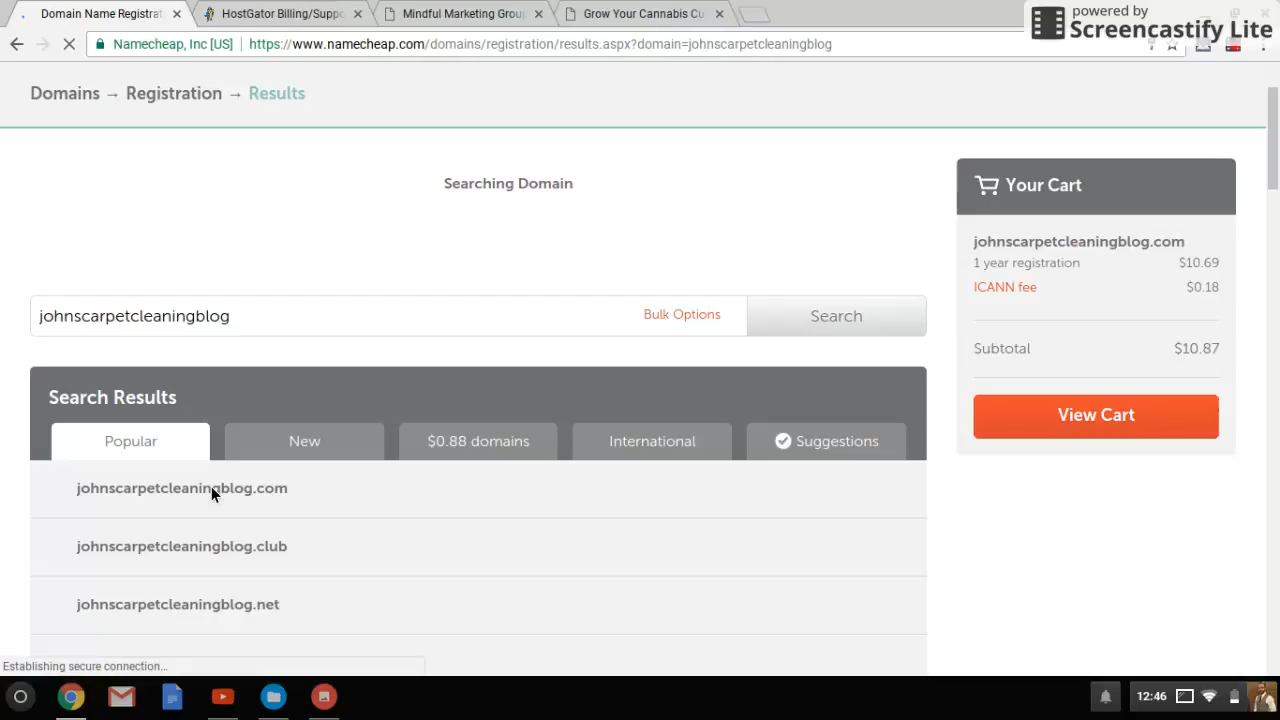 Domain Name Registrat
HostGator Billing/Suppo
Mindful Marketing Group
Grow Your Cannabis Cu
powered by
Screencastify Lite
Namecheap, Inc [US]
https://www.namecheap.com/domains/registration/results.aspx?domain=johnscarpetcleaningblog
Domains → Registration → Results
Searching Domain
johnscarpetcleaningblog
Bulk Options
Search
Search Results
Popular
New
$0.88 domains
International
Suggestions
johnscarpetcleaningblog.com
johnscarpetcleaningblog.club
johnscarpetcleaningblog.net
Your Cart
johnscarpetcleaningblog.com
1 year registration $10.69
ICANN fee $0.18
Subtotal $10.87
View Cart
Establishing secure connection...
12:46